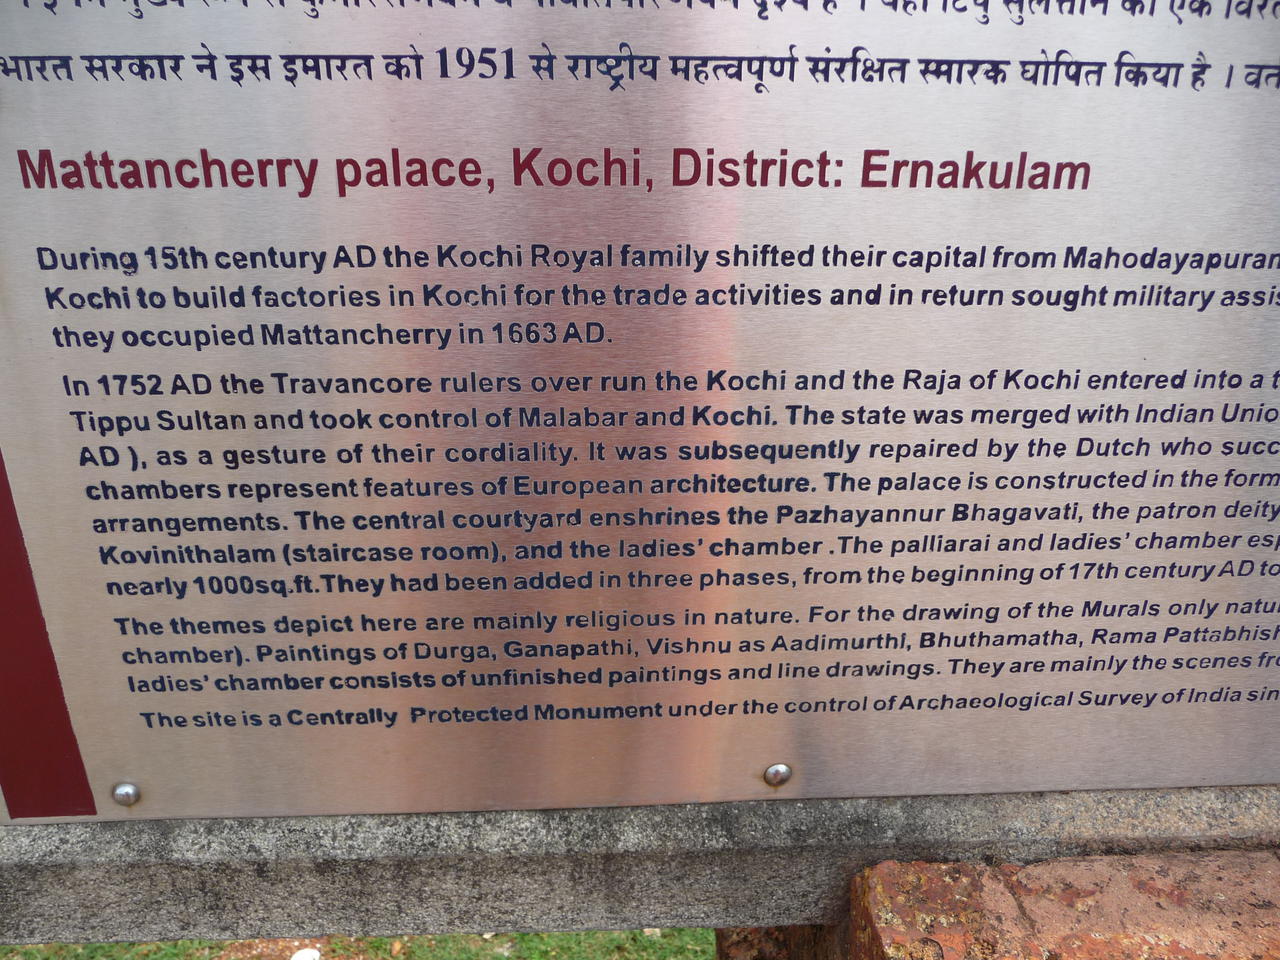 भारत सरकार ने इस इमारत को 1951 से राष्ट्रीय महत्वपूर्ण संरक्षित स्मारक घोषित किया है ।
Mattancherry palace, Kochi, District: Ernakulam
During 15th century AD the Kochi Royal family shifted their capital from
Kochi to build factories in Kochi for the trade activities and in return sought military
they occupied Mattancherry in 1663 AD.
In 1752 AD the Travancore rulers over run the Kochi and the Raja of Kochi entered into a
Tippu Sultan and took control of Malabar and Kochi. The state was merged with Indian
AD ), as a gesture of their cordiality. It was subsequently repaired by the Dutch who
chambers represent features of European architecture. The palace is constructed in the form
arrangements. The central courtyard enshrines the Pazhayannur Bhagavati, the patron deity
Kovinithalam (staircase room), and the ladies' chamber .The palliarai and ladies' chamber
nearly 1000sq.ft.They had been added in three phases, from the beginning of 17th century AD to
The themes depict here are mainly religious in nature. For the drawing of the Murals only
chamber). Paintings of Durga, Ganapathi, Vishnu as Aadimurthi, Bhuthamatha, Rama
ladies' chamber consists of unfinished paintings and line drawings. They are mainly the scenes
The site is a Centrally Protected Monument under the control of Archaeological Survey of India